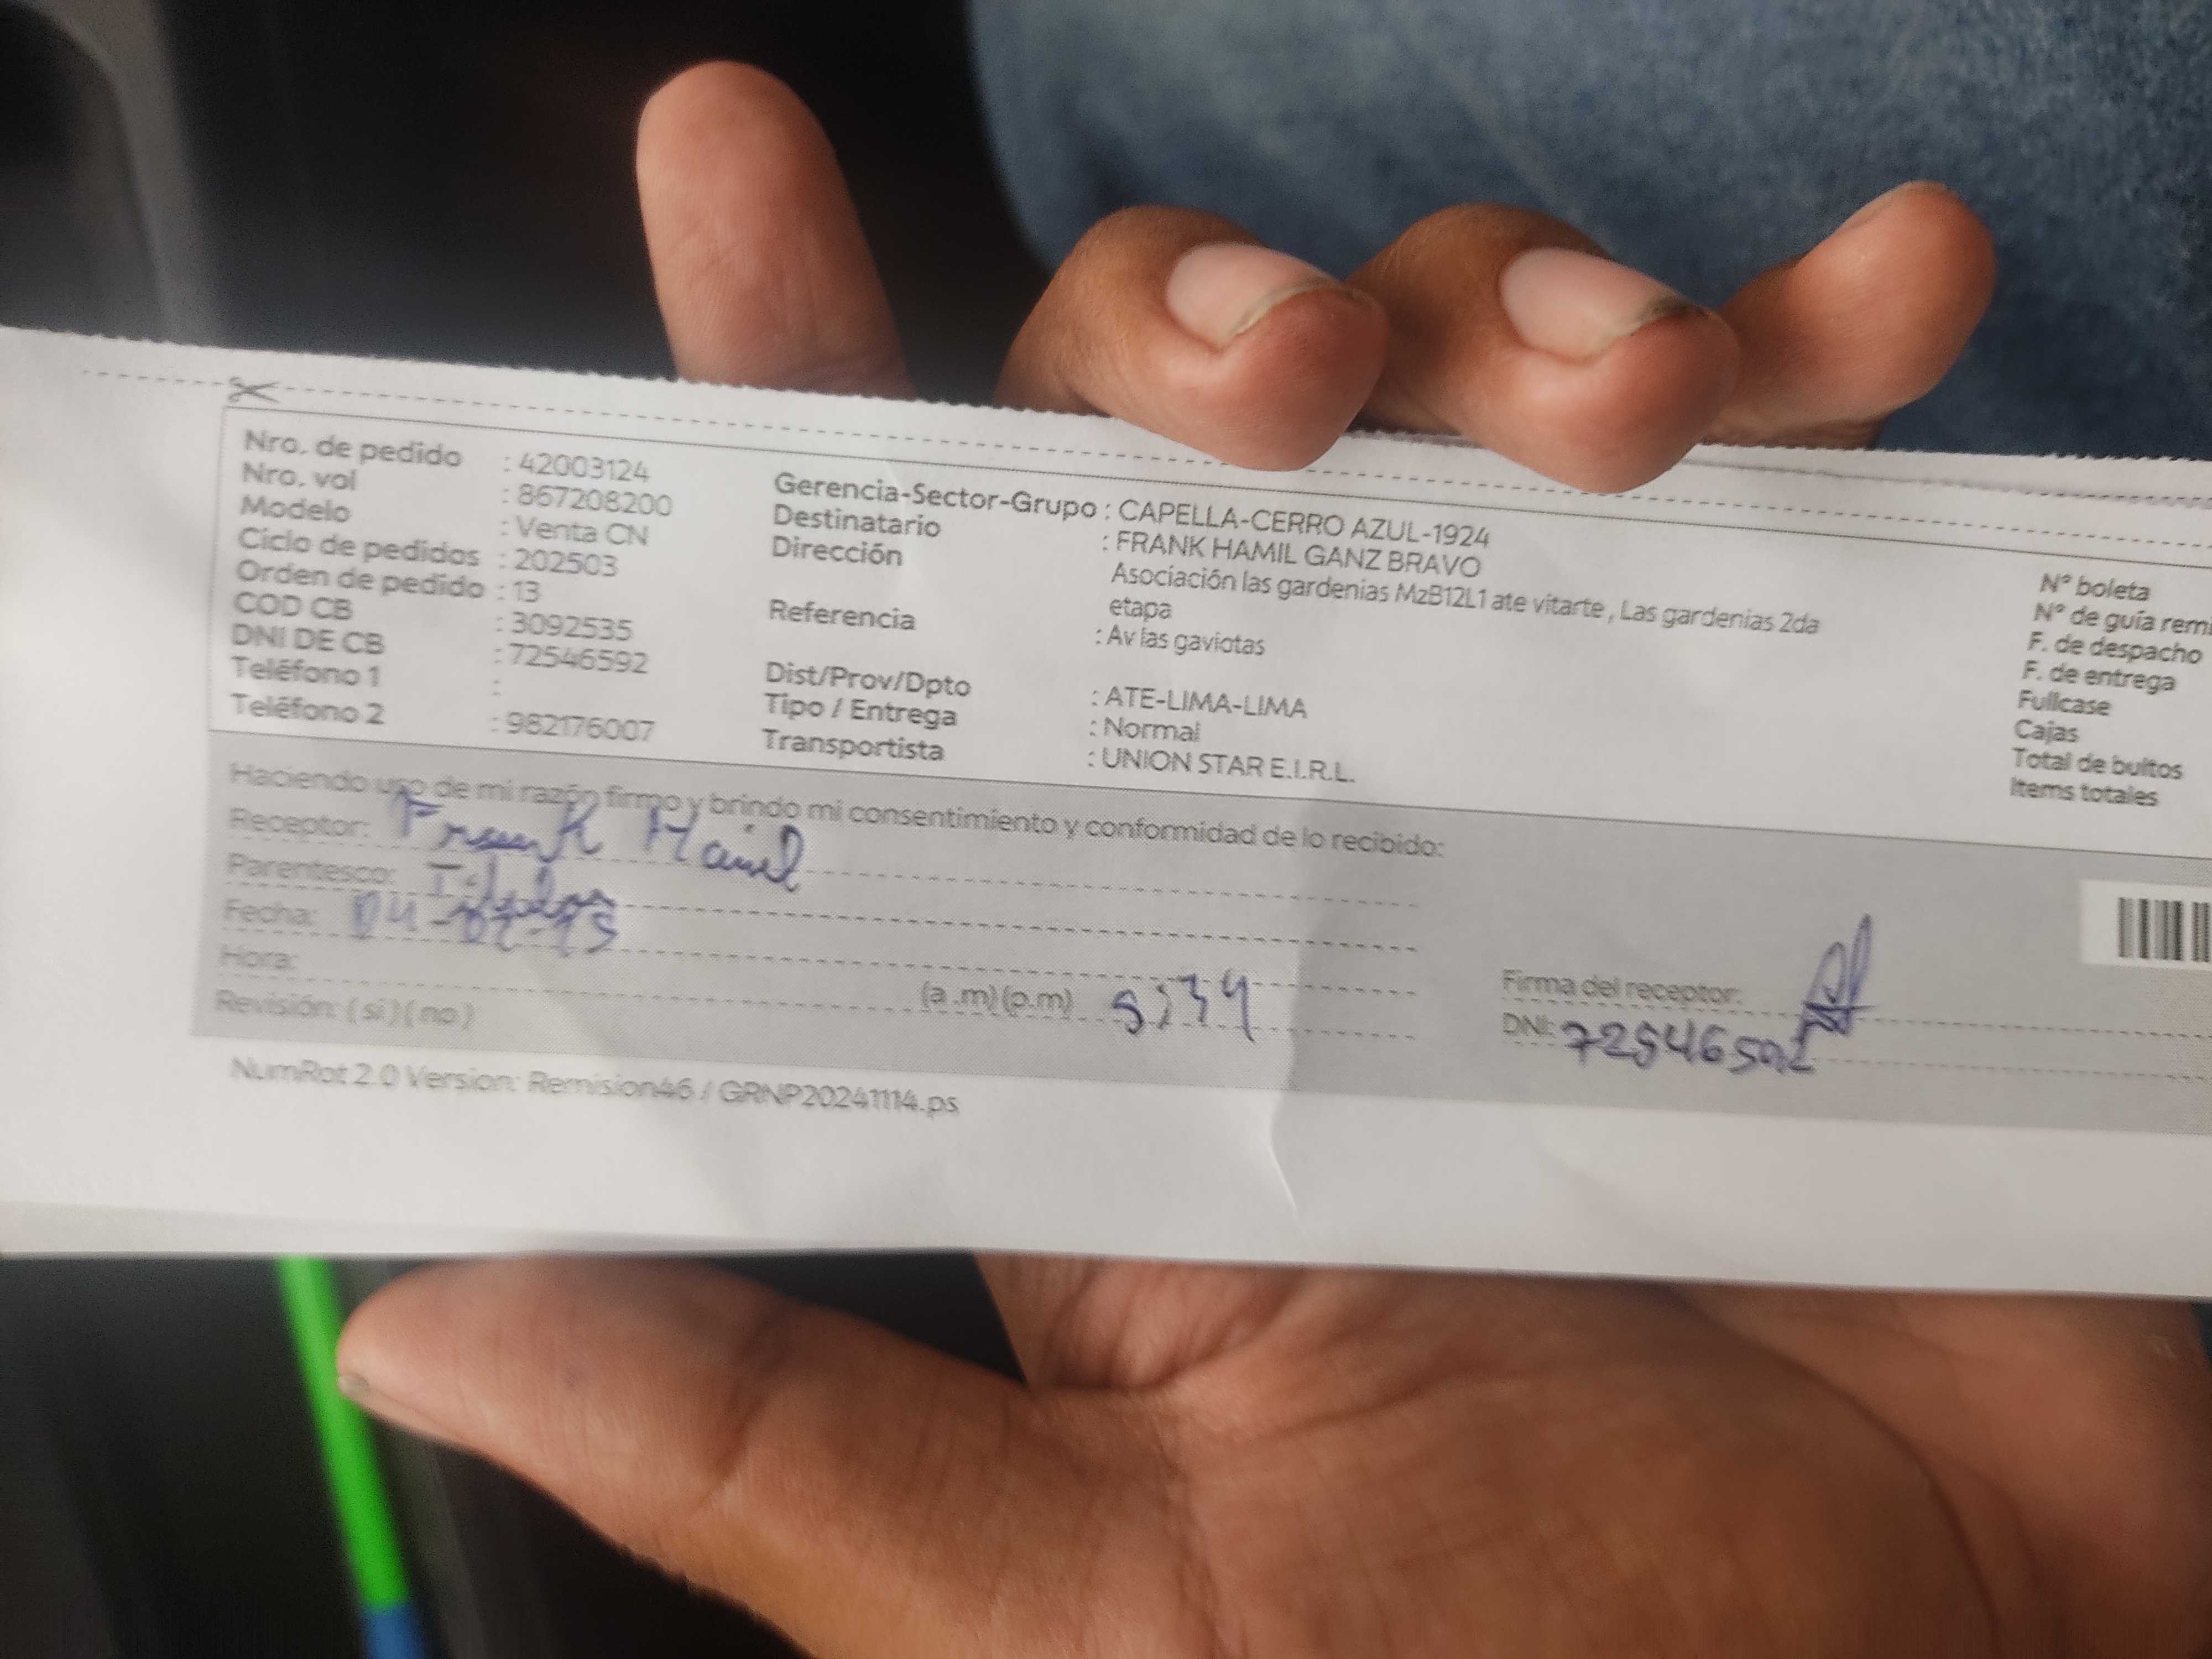 Nro. de pedido : 42003124
Nro. vol : 867208200
Modelo : Venta CN
Ciclo de pedidos : 202503
Orden de pedido : 13
COD CB : 3092535
DNI DE CB : 72546592
Teléfono 1 :
Teléfono 2 : 982176007
Gerencia-Sector-Grupo : CAPELLA-CERRO AZUL-1924
Destinatario : FRANK HAMIL GANZ BRAVO
Dirección Asociación las gardenias MzB12L1 ate vitarte , Las gardenias 2da
etapa
Referencia : Av las gaviotas
Dist/Prov/Dpto : ATE-LIMA-LIMA
Tipo / Entrega : Normal
Transportista : UNION STAR E.I.R.L.
N° boleta
N° de guía remi
F. de despacho
F. de entrega
Fullcase
Cajas
Total de bultos
Items totales
Haciendo uso de mi razón firmo y brindo mi consentimiento y conformidad de lo recibido:
Receptor: Frank Hamil
Parentesco: Titular
Fecha:
Hora: (a .m) (p.m)
Revisión: ( si ) ( no )
Firma del receptor:
DNI: 72546592
NumRot 2.0 Version: Remision46 / GRNP20241114.ps